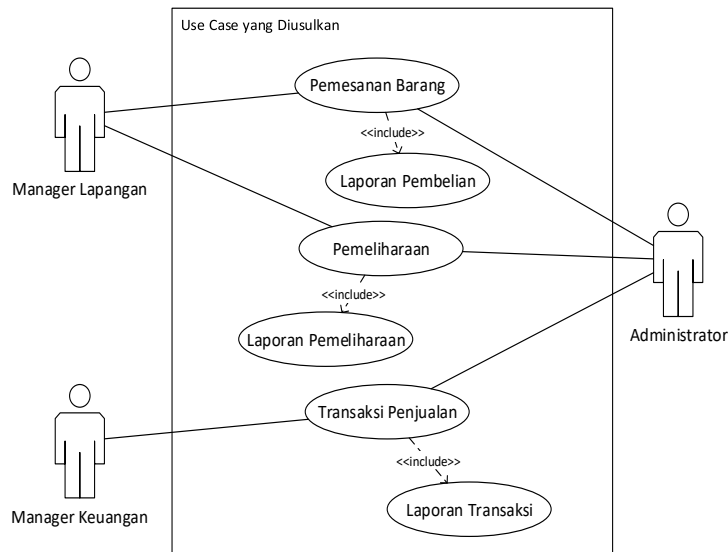 Use Case yang Diusulkan
Pemesanan Barang
<<include>>
Manager Lapangan
Laporan Pembelian
Pemeliharaan
<<include>>
Laporan Pemeliharaan
Administrator
Transaksi Penjualan
<<include>>
Laporan Transaksi
Manager Keuangan